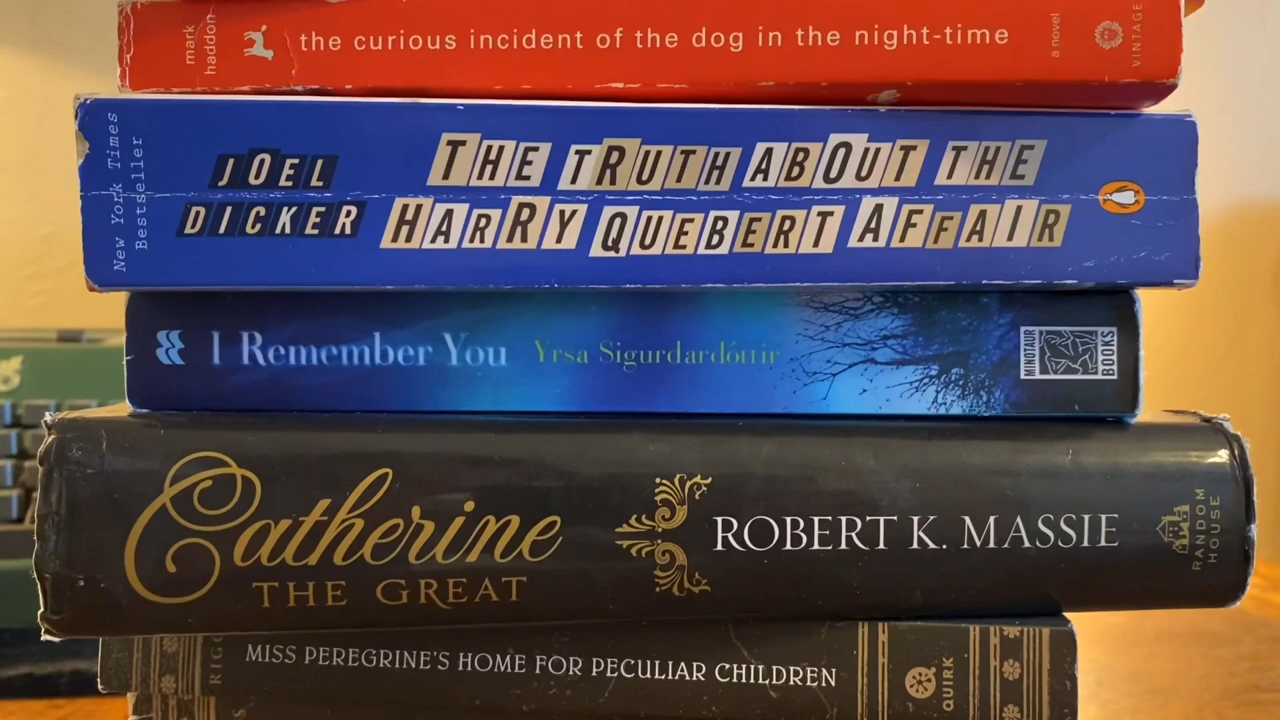 mark
haddon
the curious incident of the dog in the night-time
a novel
VINTAGE
New York Times
Bestseller
JOEL
DICKER
THE TRUTH ABOUT THE
HARRY QUEBERT AFFAIR
I Remember You
Yrsa Sigurdardóttir
MINOTAUR
BOOKS
Catherine
THE GREAT
ROBERT K. MASSIE
RANDOM
HOUSE
MISS PEREGRINE'S HOME FOR PECULIAR CHILDREN
QUIRK